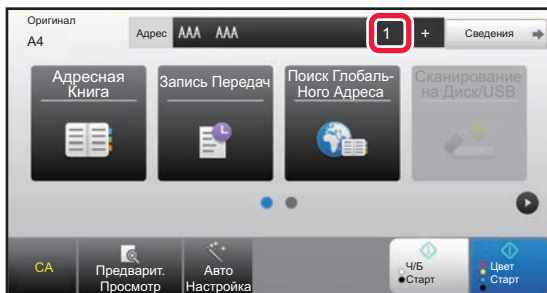 Оригинал
A4
Адрес AAA AAA 1 + Сведения
Адресная
Книга
Запись Передач
Поиск Глобаль-
Ного Адреса
Сканирование
на Диск/USB
CA
Предварит.
Просмотр
Авто
Настройка
Ч/Б
Старт
Цвет
Старт